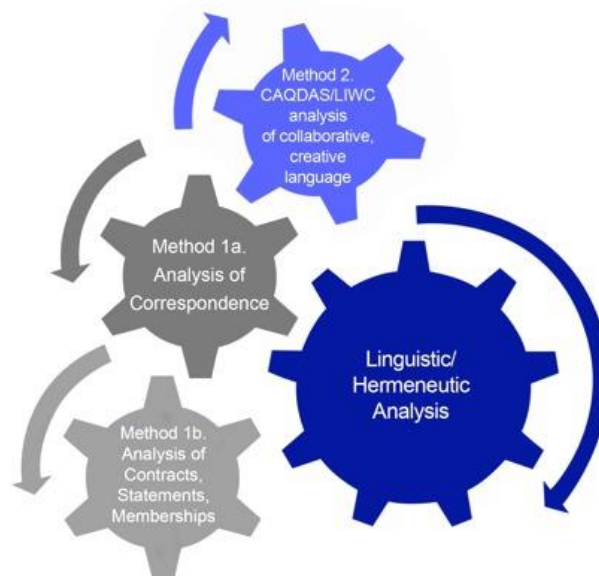 Method 2.
CAQDAS/LIWC
analysis
of collaborative,
creative
language
Method 1a.
Analysis of
Correspondence
Linguistic/
Hermeneutic
Analysis
Method 1b.
Analysis of
Contracts,
Statements,
Memberships